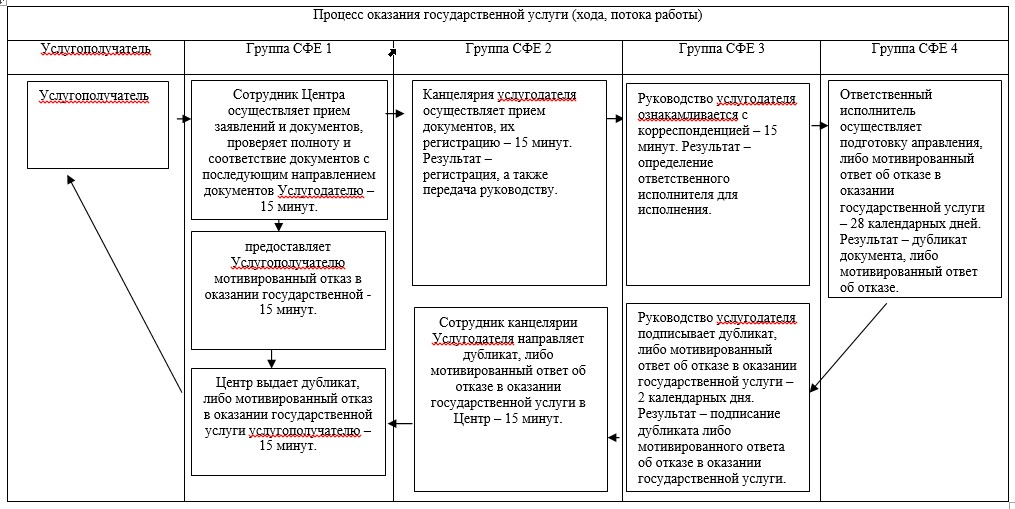 Процесс оказания государственной услуги (хода, потока работы)
Услугополучатель
Группа СФЕ 1
Группа СФЕ 2
Группа СФЕ 3
Группа СФЕ 4
Услугополучатель
Сотрудник Центра
осуществляет прием
заявлений и документов,
проверяет полноту и
соответствие документов с
последующим направлением
документов Услугодателю –
15 минут.
предоставляет
Услугополучателю
мотивированный отказ в
оказании государственной -
15 минут.
Центр выдает дубликат,
либо мотивированный отказ
в оказании государственной
услуги услугополучателю –
15 минут.
Канцелярия услугодателя
осуществляет прием
документов, их
регистрацию – 15 минут.
Результат –
регистрация, а также
передача руководству.
Сотрудник канцелярии
Услугодателя направляет
дубликат, либо
мотивированный ответ об
отказе в оказании
государственной услуги в
Центр – 15 минут.
Руководство услугодателя
ознакамливается с
корреспонденцией – 15
минут. Результат –
определение
ответственного
исполнителя для
исполнения.
Руководство услугодателя
подписывает дубликат,
либо мотивированный
ответ об отказе в оказании
государственной услуги –
2 календарных дня.
Результат – подписание
дубликата либо
мотивированного ответа
об отказе в оказании
государственной услуги.
Ответственный
исполнитель
осуществляет
подготовку аправления,
либо мотивированный
ответ об отказе в
оказании
государственной услуги
– 28 календарных дней.
Результат – дубликат
документа, либо
мотивированный ответ
об отказе.